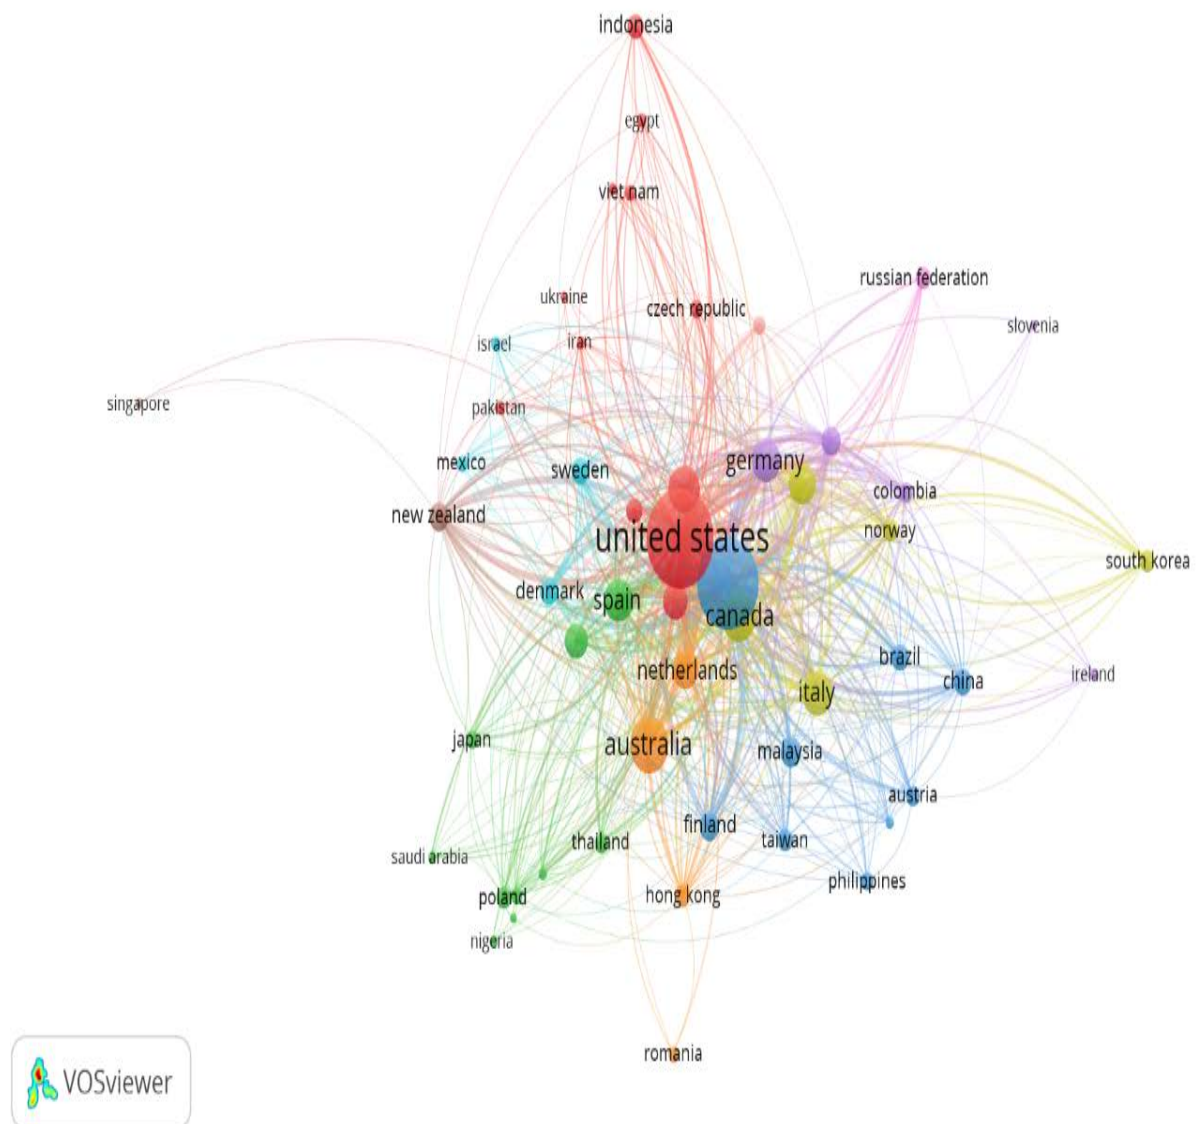 indonesia
egypt
viet nam
russian federation
ukraine
czech republic
slovenia
israel
iran
singapore
pakistan
mexico
sweden
germany
colombia
new zealand
norway
united states
south korea
denmark
spain
canada
netherlands
brazil
china
ireland
italy
japan
australia
malaysia
austria
finland
taiwan
thailand
saudi arabia
philippines
poland
hong kong
nigeria
romania
VOSviewer